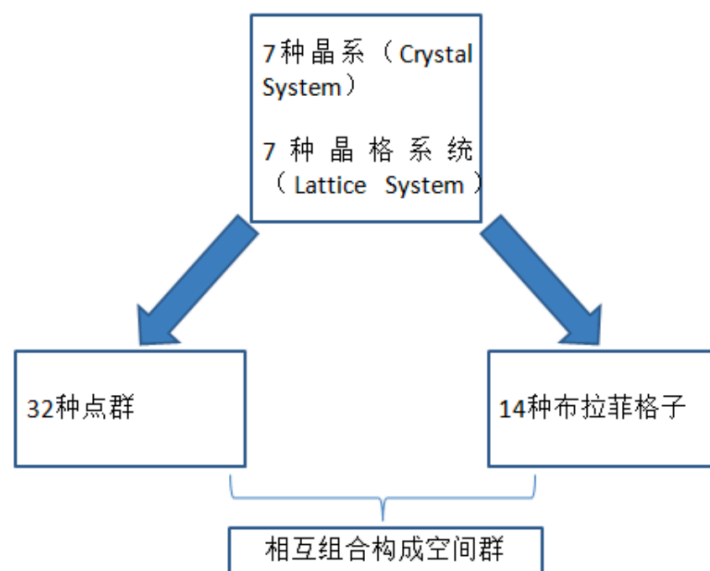 7种晶系（Crystal
System）
7种晶格系统
（Lattice System）
32种点群
14种布拉菲格子
相互组合构成空间群